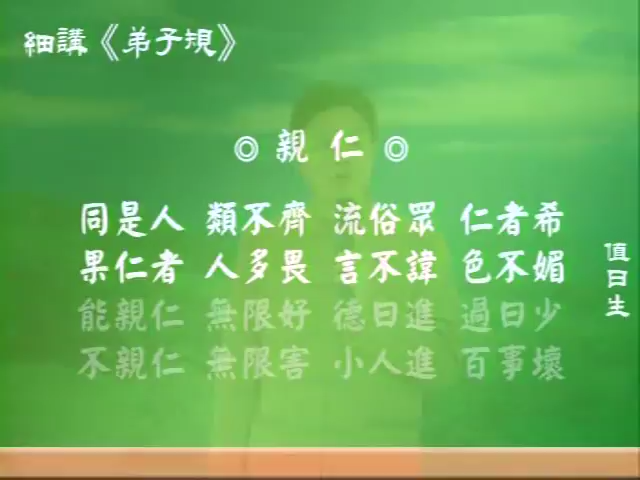 細講《弟子規》
◎ 親 仁 ◎
同是人 類不齊 流俗眾 仁者希
果仁者 人多畏 言不諱 色不媚
能親仁 無限好 德日進 過日少
不親仁 無限害 小人進 百事壞
值日生